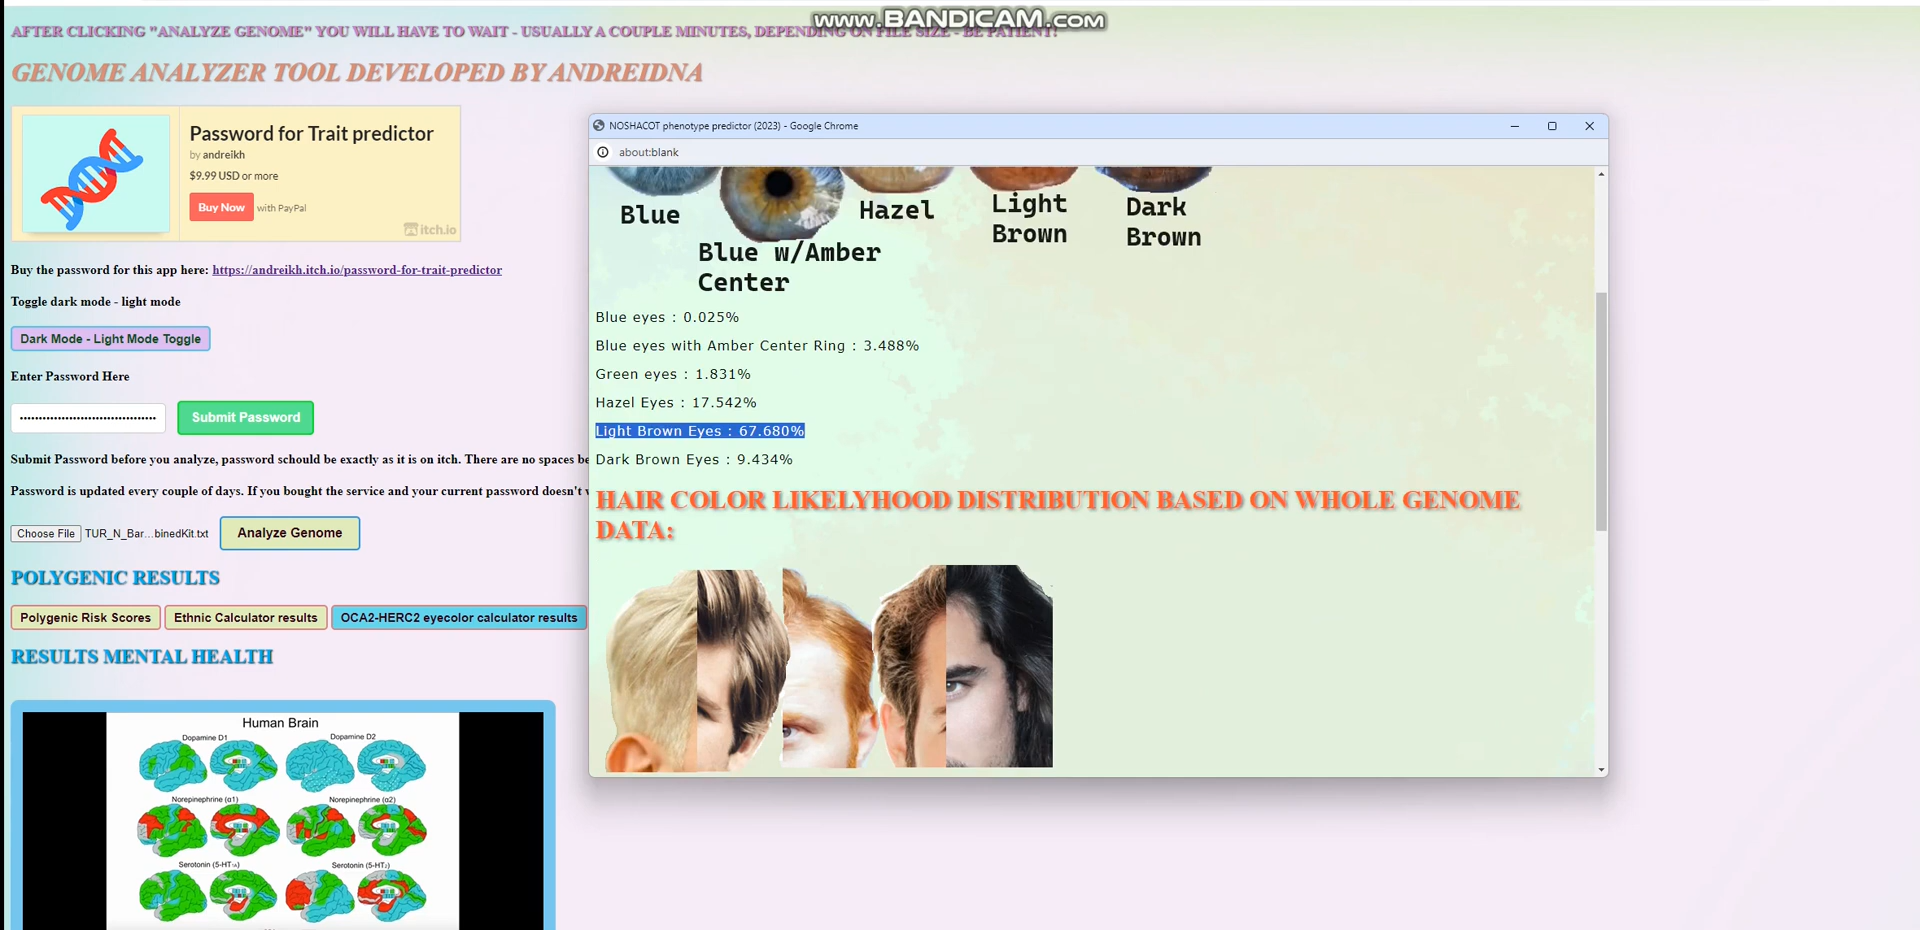 www.BANDICAM.com
AFTER CLICKING "ANALYZE GENOME" YOU WILL HAVE TO WAIT - USUALLY A COUPLE MINUTES, DEPENDING ON FILE SIZE - BE PATIENT!
GENOME ANALYZER TOOL DEVELOPED BY ANDREIDNA
Password for Trait predictor
by andreikh
$9.99 USD or more
Buy Now with PayPal
itch.io
Buy the password for this app here: https://andreikh.itch.io/password-for-trait-predictor
Toggle dark mode - light mode
Dark Mode - Light Mode Toggle
Enter Password Here
Submit Password
Submit Password before you analyze, password schould be exactly as it is on itch. There are no spaces be
Password is updated every couple of days. If you bought the service and your current password doesn't
Choose File TUR_N_Bar...binedKit.txt Analyze Genome
POLYGENIC RESULTS
Polygenic Risk Scores Ethnic Calculator results OCA2-HERC2 eyecolor calculator results
RESULTS MENTAL HEALTH
Human Brain
Dopamine D1 Dopamine D2
Norepinephrine (α1) Norepinephrine (α2)
Serotonin (5-HT1A) Serotonin (5-HT2)
NOSHACOT phenotype predictor (2023) - Google Chrome
about:blank
Blue
Blue w/Amber
Center
Hazel
Light
Brown
Dark
Brown
Blue eyes : 0.025%
Blue eyes with Amber Center Ring : 3.488%
Green eyes : 1.831%
Hazel Eyes : 17.542%
Light Brown Eyes : 67.680%
Dark Brown Eyes : 9.434%
HAIR COLOR LIKELYHOOD DISTRIBUTION BASED ON WHOLE GENOME
DATA: